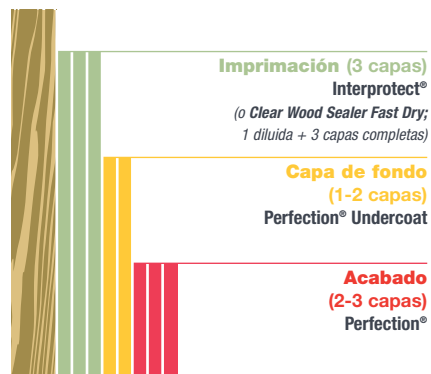 Imprimación (3 capas)
Interprotect®
(o Clear Wood Sealer Fast Dry;
1 diluida + 3 capas completas)
Capa de fondo
(1-2 capas)
Perfection® Undercoat
Acabado
(2-3 capas)
Perfection®